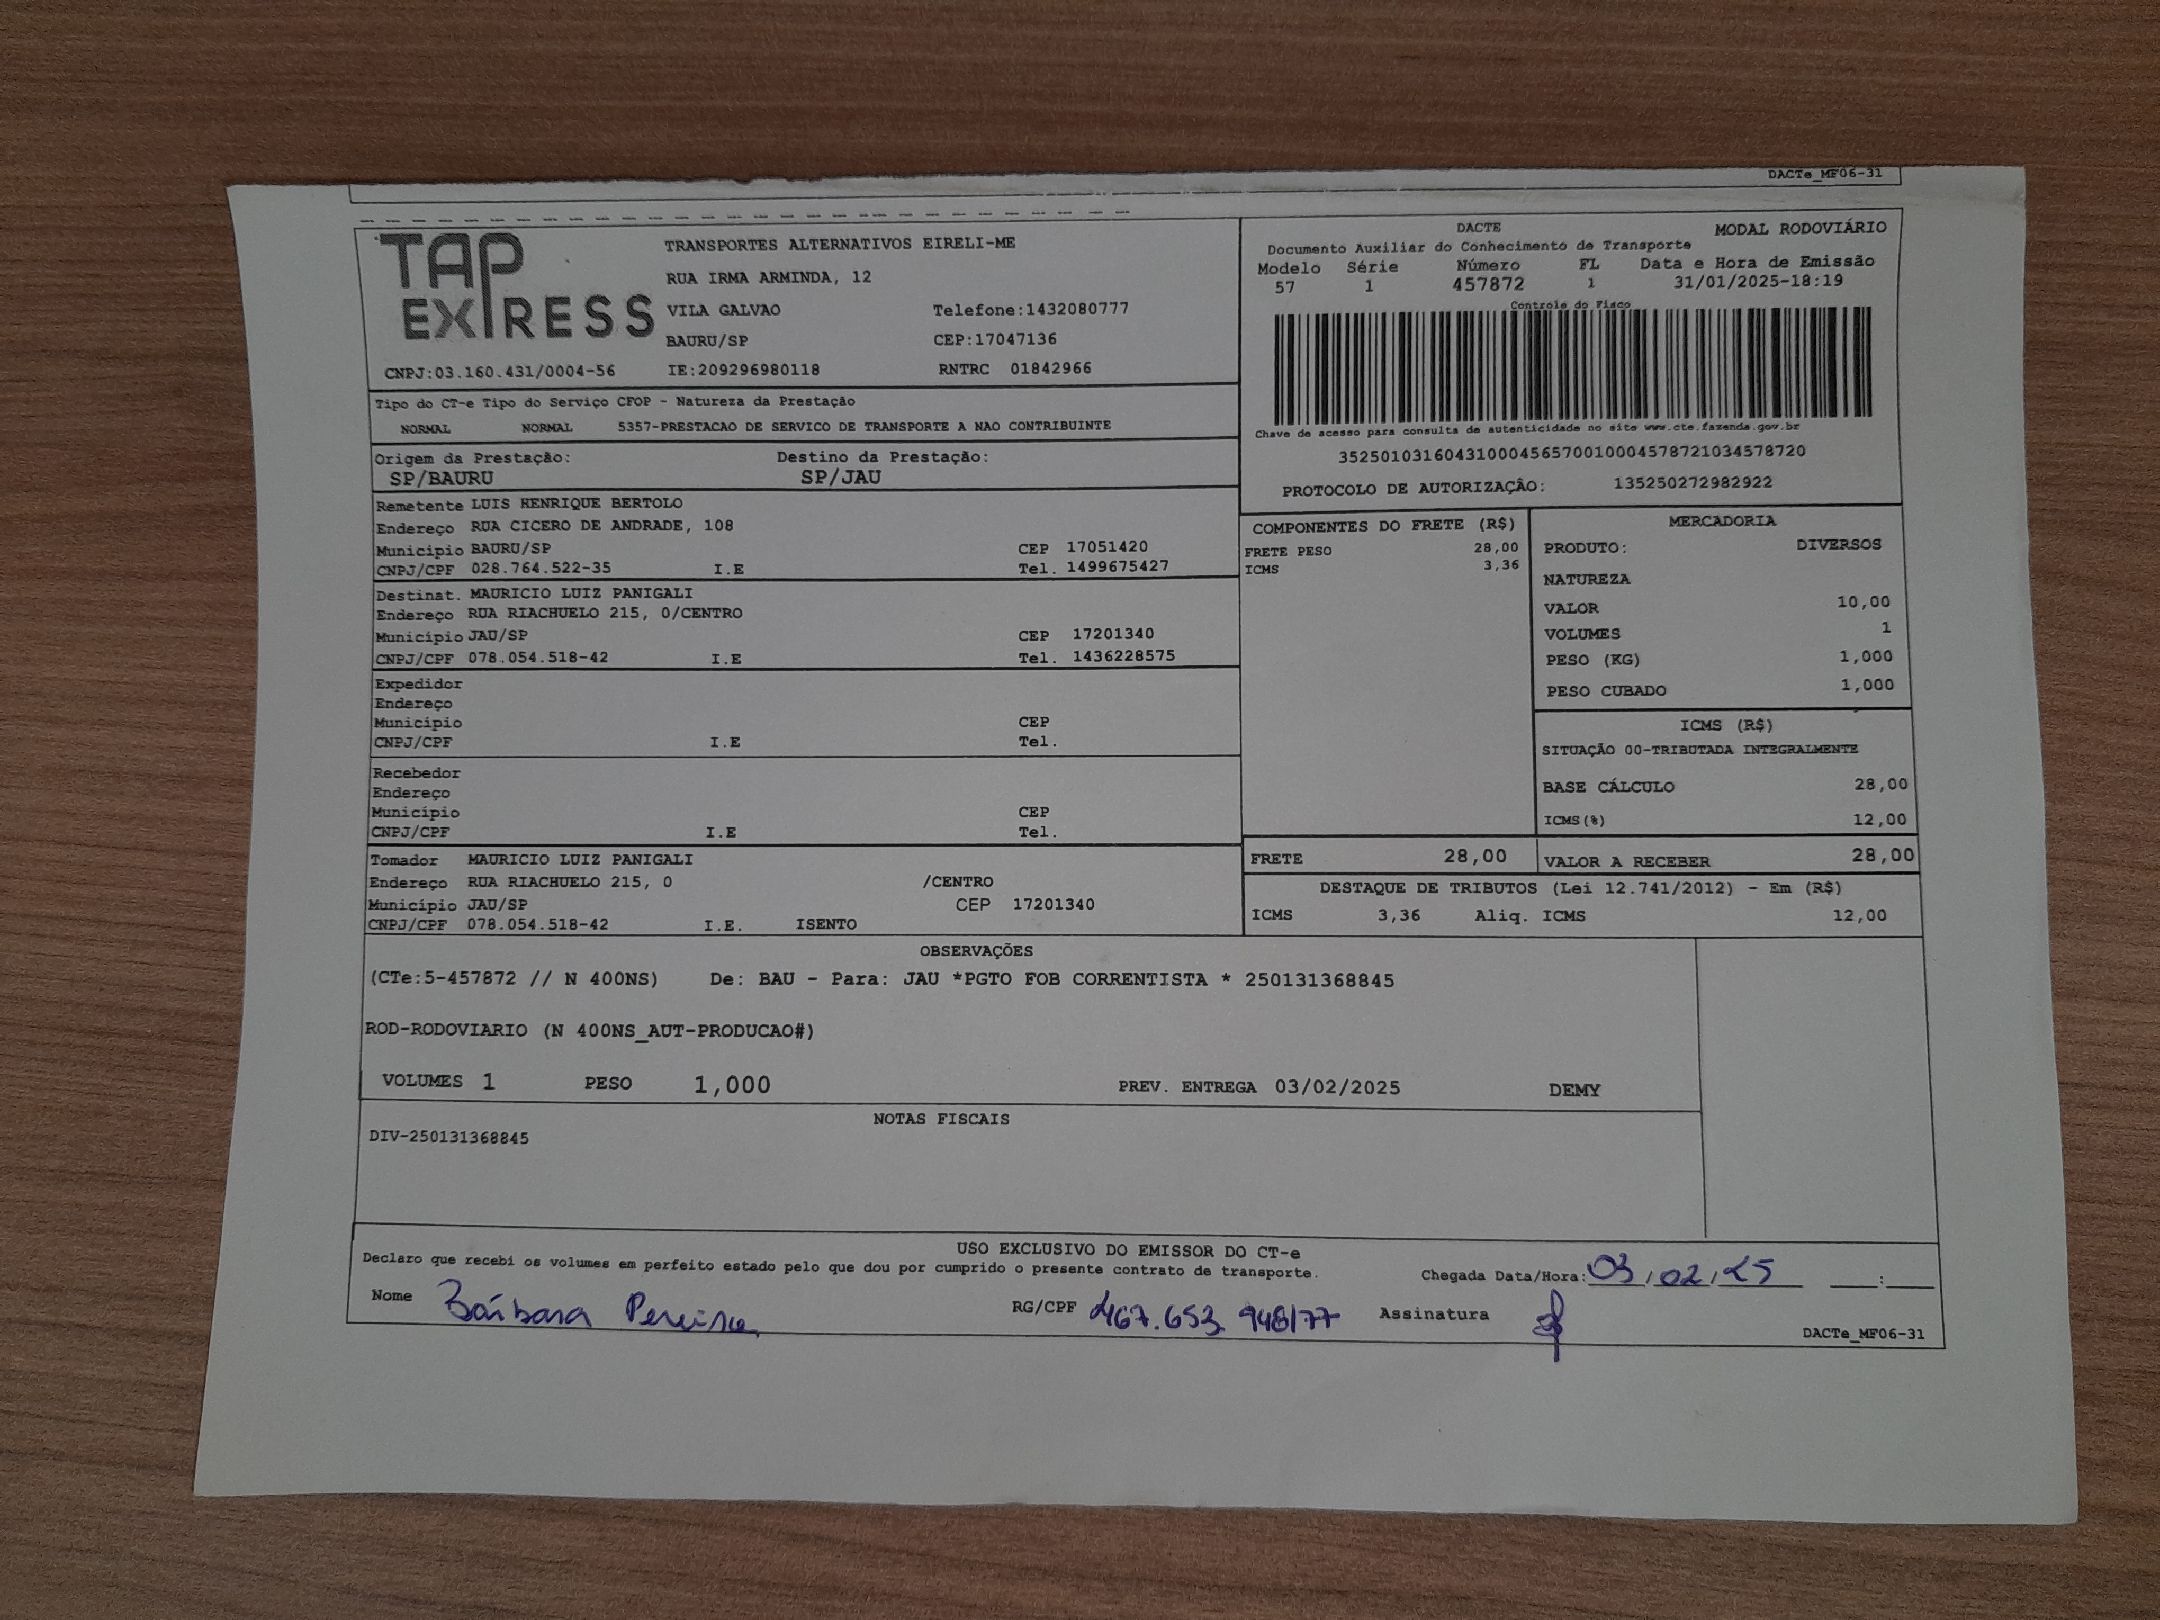 DACTe_MF06-31
TAP EXPRESS
TRANSPORTES ALTERNATIVOS EIRELI-ME
RUA IRMA ARMINDA, 12
VILA GALVAO Telefone:1432080777
BAURU/SP CEP:17047136
CNPJ:03.160.431/0004-56 IE:209296980118 RNTRC 01842966
DACTE MODAL RODOVIÁRIO
Documento Auxiliar do Conhecimento de Transporte
Modelo Série Número FL Data e Hora de Emissão
57 1 457872 1 31/01/2025-18:19
Controle do Fisco
Chave de acesso para consulta de autenticidade no site www.cte.fazenda.gov.br
35250103160431000456570010004578721034578720
PROTOCOLO DE AUTORIZAÇÂO: 135250272982922
Tipo do CT-e Tipo do Serviço CFOP - Natureza da Prestação
NORMAL NORMAL 5357-PRESTACAO DE SERVICO DE TRANSPORTE A NAO CONTRIBUINTE
Origem da Prestação: Destino da Prestação:
SP/BAURU SP/JAU
Remetente LUIS HENRIQUE BERTOLO
Endereço RUA CICERO DE ANDRADE, 108
Município BAURU/SP CEP 17051420
CNPJ/CPF 028.764.522-35 I.E Tel. 1499675427
Destinat. MAURICIO LUIZ PANIGALI
Endereço RUA RIACHUELO 215, 0/CENTRO
Município JAU/SP CEP 17201340
CNPJ/CPF 078.054.518-42 I.E Tel. 1436228575
Expedidor
Endereço
Município CEP
CNPJ/CPF I.E Tel.
Recebedor
Endereço
Município CEP
CNPJ/CPF I.E Tel.
Tomador MAURICIO LUIZ PANIGALI
Endereço RUA RIACHUELO 215, 0 /CENTRO
Município JAU/SP CEP 17201340
CNPJ/CPF 078.054.518-42 I.E. ISENTO
COMPONENTES DO FRETE (R$)
FRETE PESO 28,00
ICMS 3,36
MERCADORIA
PRODUTO: DIVERSOS
NATUREZA
VALOR 10,00
VOLUMES 1
PESO (KG) 1,000
PESO CUBADO 1,000
ICMS (R$)
SITUAÇÃO 00-TRIBUTADA INTEGRALMENTE
BASE CÁLCULO 28,00
ICMS(%) 12,00
FRETE 28,00 VALOR A RECEBER 28,00
DESTAQUE DE TRIBUTOS (Lei 12.741/2012) - Em (R$)
ICMS 3,36 Aliq. ICMS 12,00
OBSERVAÇÕES
(CTe:5-457872 // N 400NS) De: BAU - Para: JAU *PGTO FOB CORRENTISTA * 250131368845
ROD-RODOVIARIO (N 400NS_AUT-PRODUCAO#)
VOLUMES 1 PESO 1,000 PREV. ENTREGA 03/02/2025 DEMY
NOTAS FISCAIS
DIV-250131368845
USO EXCLUSIVO DO EMISSOR DO CT-e
Declaro que recebi os volumes em perfeito estado pelo que dou por cumprido o presente contrato de transporte. Chegada Data/Hora: 03/02/25 __:__
Nome Bárbara Pereira RG/CPF 467.653.948/77 Assinatura
DACTe_MF06-31